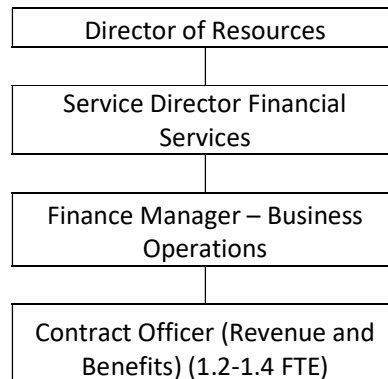 Director of Resources
Service Director Financial
Services
Finance Manager – Business
Operations
Contract Officer (Revenue and
Benefits) (1.2-1.4 FTE)